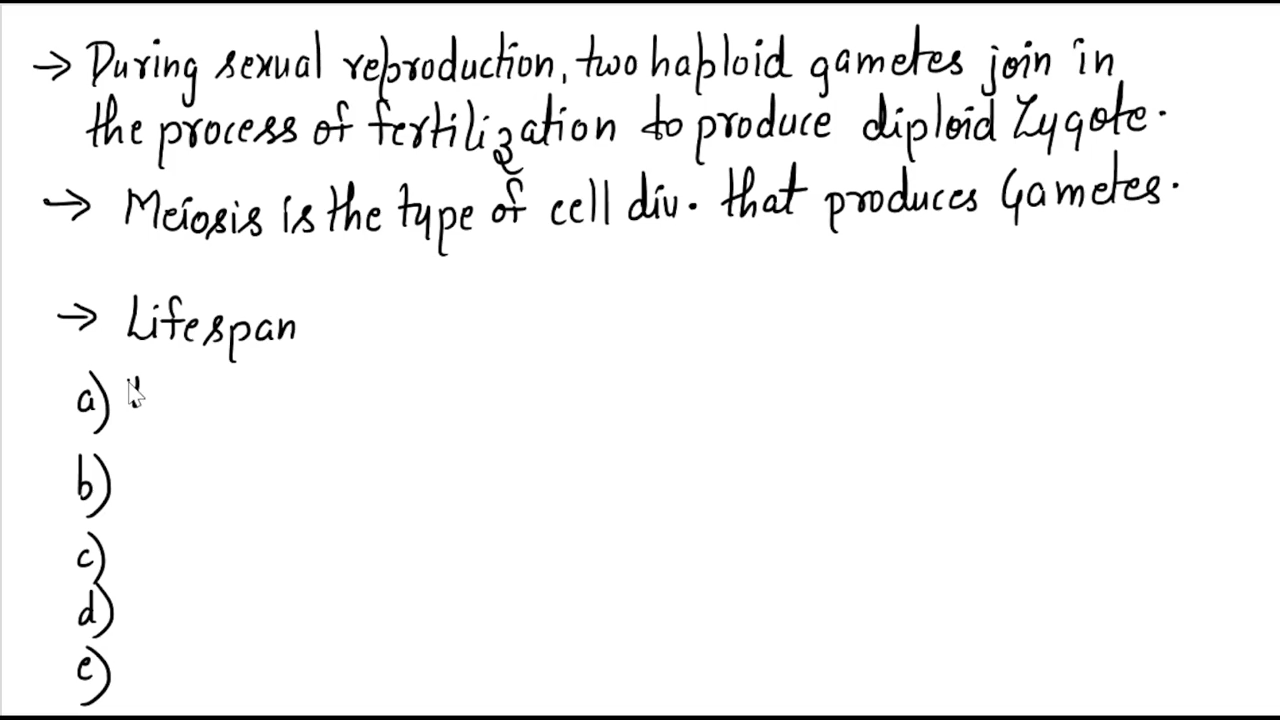 → During sexual reproduction, two haploid gametes join in
the process of fertilization to produce diploid Zygote.
→ Meiosis is the type of cell div. that produces Gametes.
→ Lifespan
a)
b)
c)
d)
e)